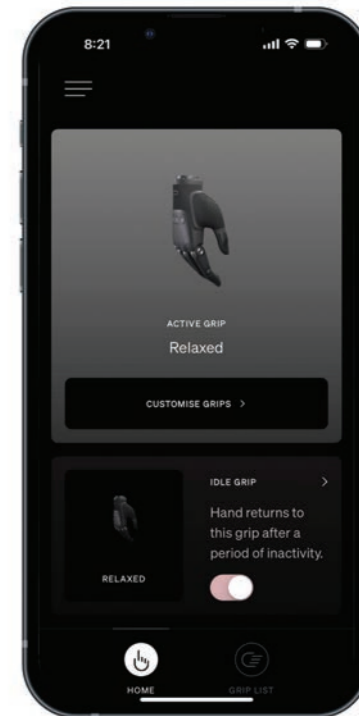 8:21
ACTIVE GRIP
Relaxed
CUSTOMISE GRIPS >
IDLE GRIP >
Hand returns to
this grip after a
period of inactivity.
RELAXED
HOME
GRIP LIST